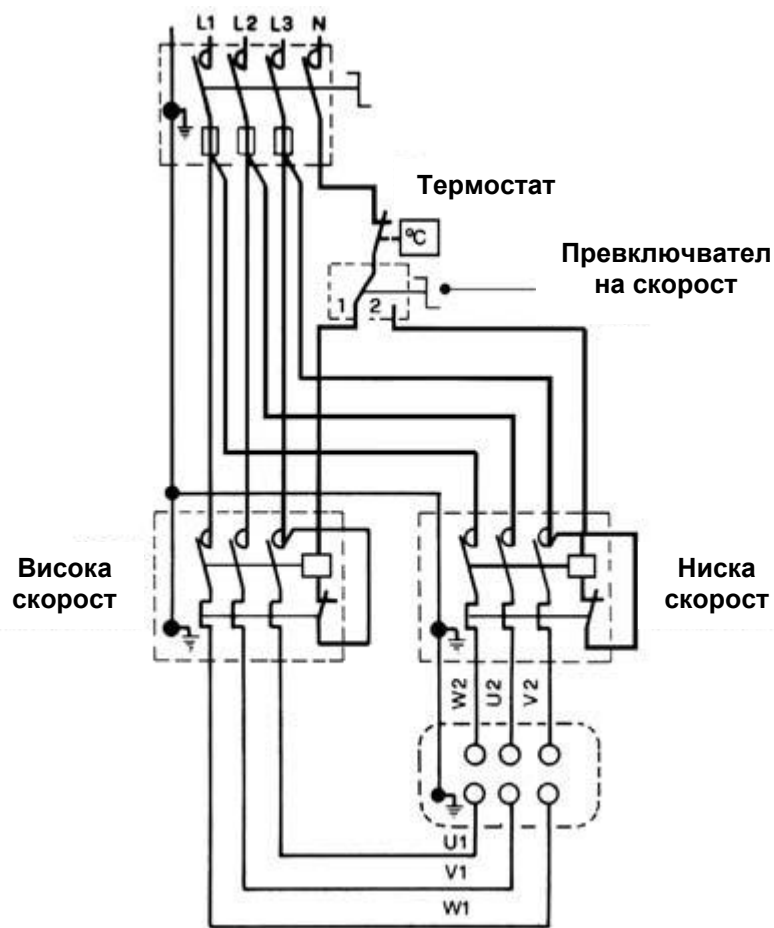 L1 L2 L3 N
Термостат
°C
Превключвател
на скорост
1 2
Висока
скорост
Ниска
скорост
W2 U2 V2
U1
V1
W1